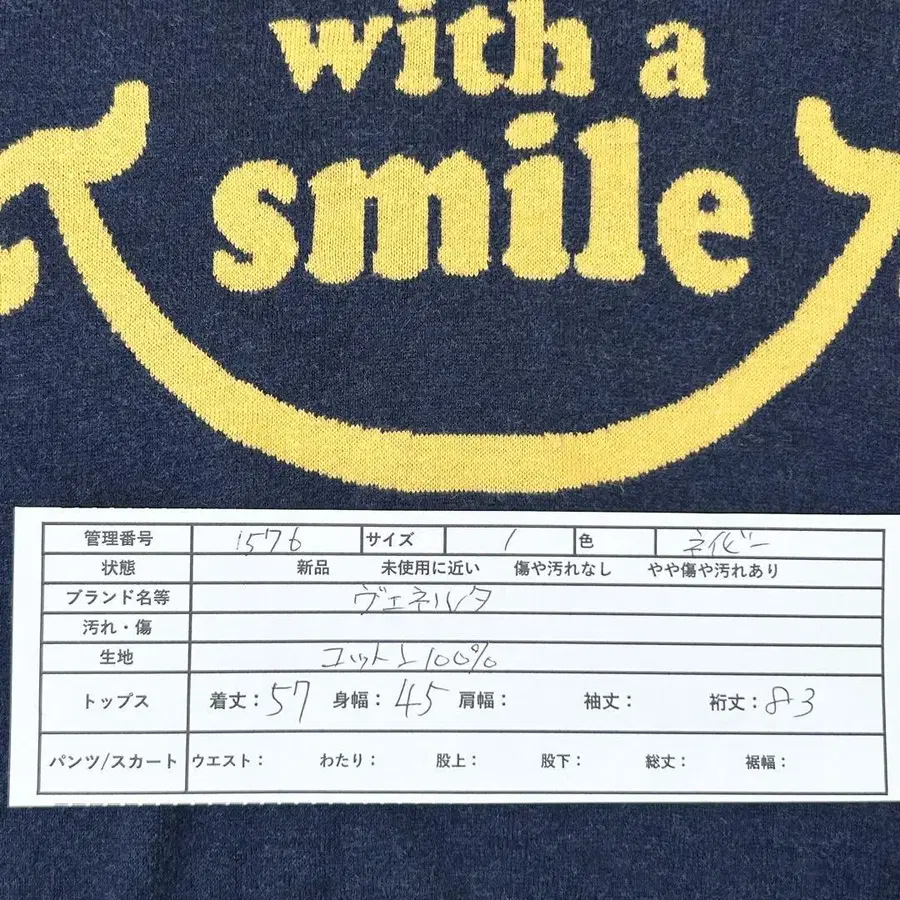 with a
smile
管理番号 1576 サイズ 1 色 ネイビー
状態 新品 未使用に近い 傷や汚れなし やや傷や汚れあり
ブランド名等 ヴェネルタ
汚れ・傷
生地 コットン100%
トップス 着丈:57 身幅:45 肩幅: 袖丈: 裄丈:83
パンツ/スカート ウエスト: わたり: 股上: 股下: 総丈: 裾幅: